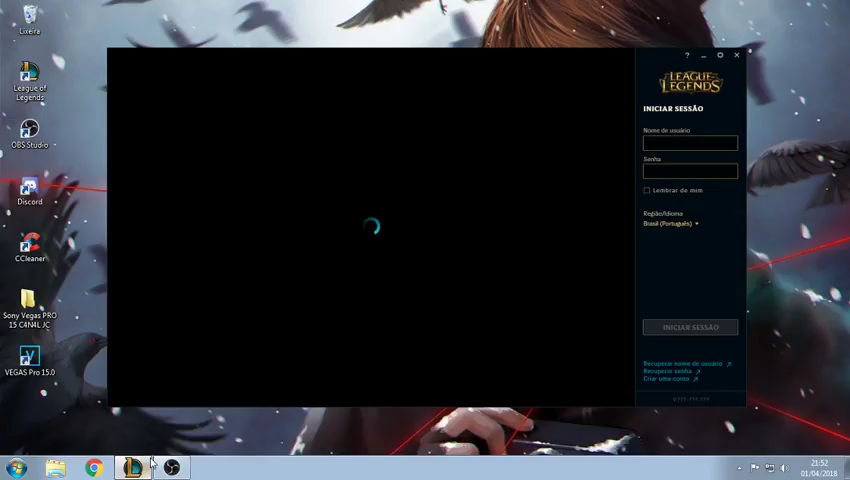 Lixeira
League of
Legends
OBS Studio
Discord
CCleaner
Sony Vegas PRO
15 C4N4L JC
VEGAS Pro 15.0
LEAGUE OF
LEGENDS
INICIAR SESSÃO
Nome de usuário
Senha
Lembrar de mim
Região/Idioma
Brasil (Português)
INICIAR SESSÃO
Recuperar nome de usuário
Recuperar senha
Criar uma conta
21:52
01/04/2018